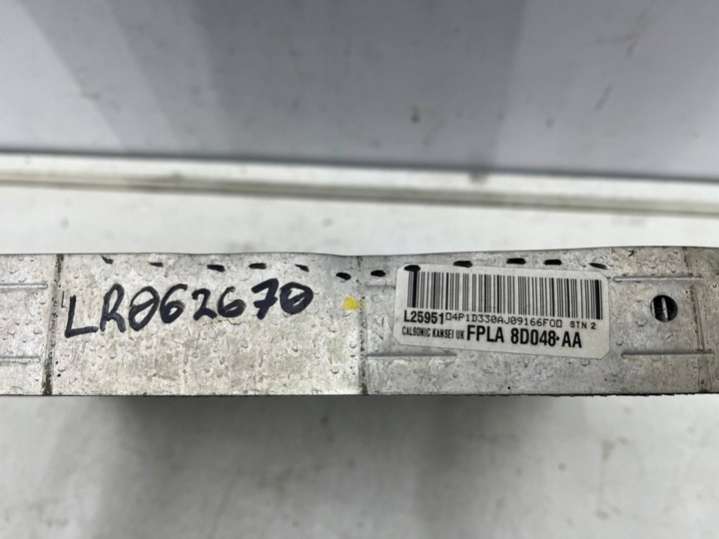 LR062670
L25951 04P1D330AJ09166F0D STN 2
CALSONIC KANSEI UK FPLA 8D048-AA